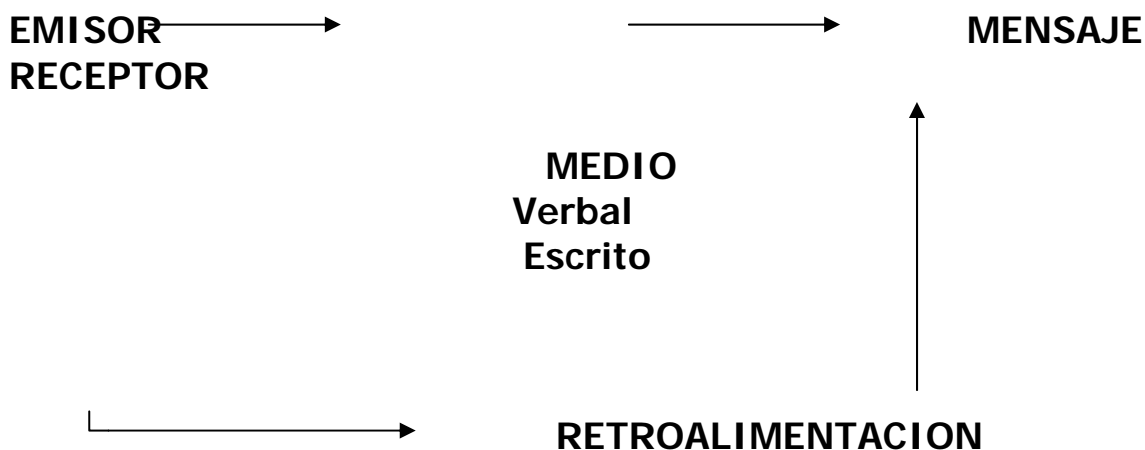 EMISOR MENSAJE
RECEPTOR
MEDIO
Verbal
Escrito
RETROALIMENTACION